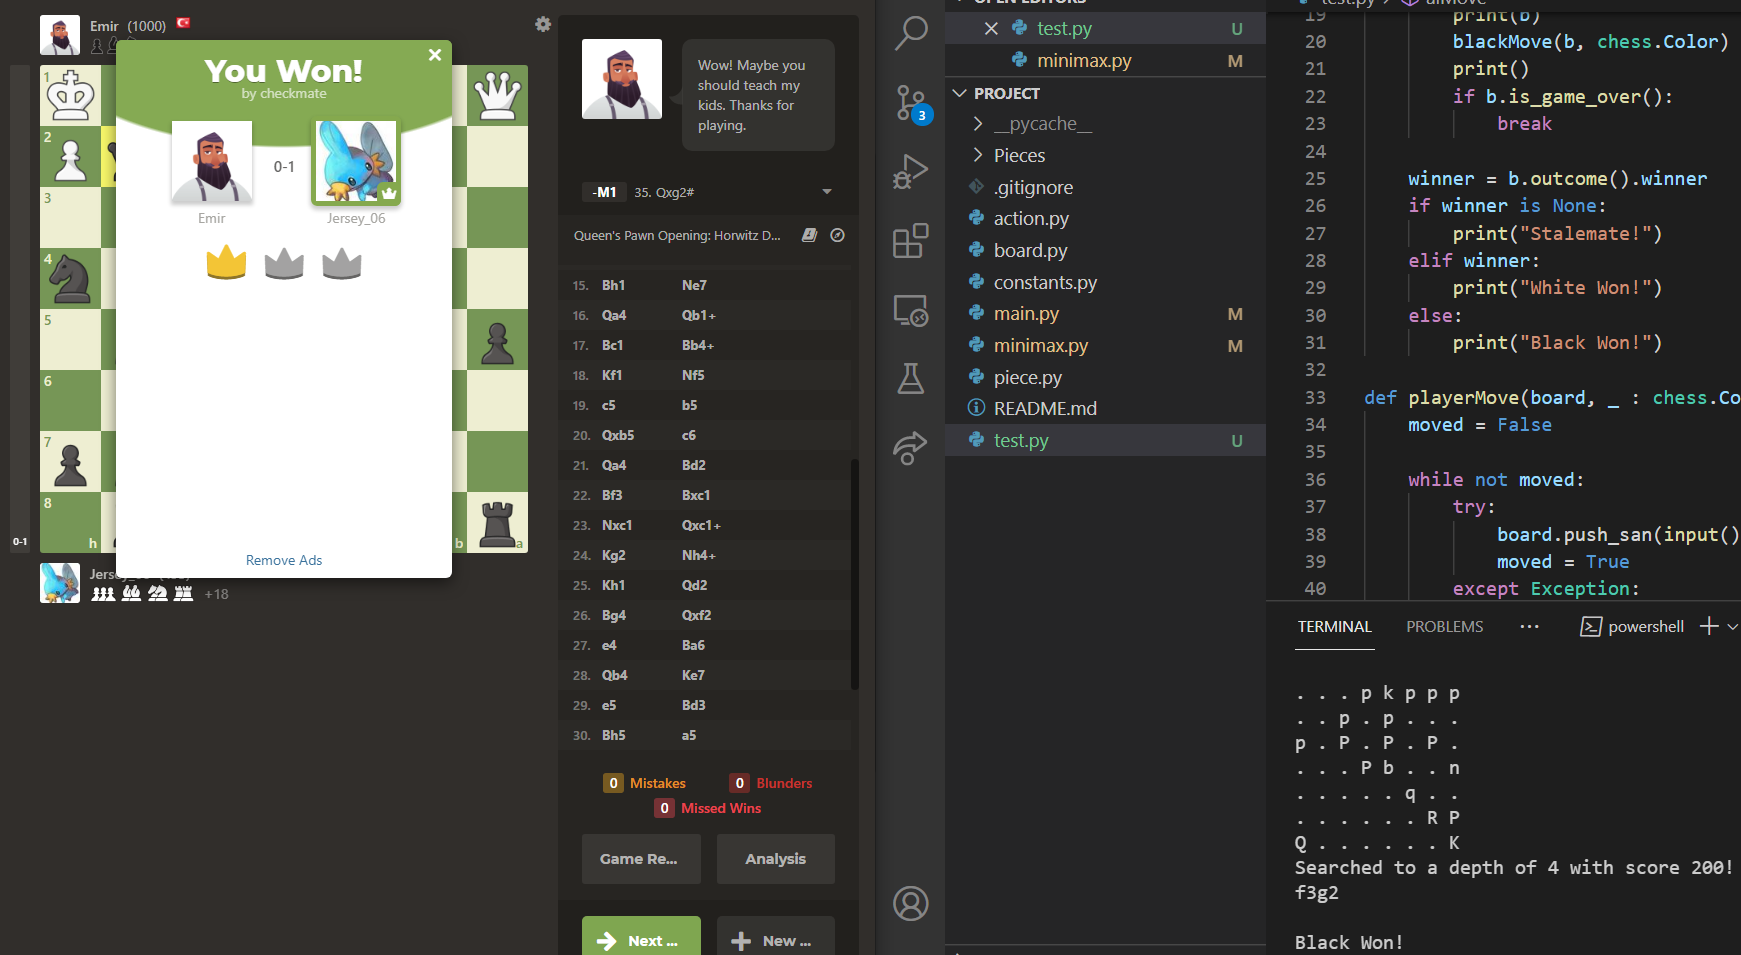 Emir (1000)
You Won!
by checkmate
0-1
Emir
Jersey_06
Remove Ads
1
2
3
4
5
6
7
8
h
b
a
0-1
+18
Wow! Maybe you
should teach my
kids. Thanks for
playing.
-M1 35. Qxg2#
Queen's Pawn Opening: Horwitz D...
15. Bh1 Ne7
16. Qa4 Qb1+
17. Bc1 Bb4+
18. Kf1 Nf5
19. c5 b5
20. Qxb5 c6
21. Qa4 Bd2
22. Bf3 Bxc1
23. Nxc1 Qxc1+
24. Kg2 Nh4+
25. Kh1 Qd2
26. Bg4 Qxf2
27. e4 Ba6
28. Qb4 Ke7
29. e5 Bd3
30. Bh5 a5
0 Mistakes 0 Blunders
0 Missed Wins
Game Re... Analysis
Next ... New ...
3
OPEN EDITORS
test.py U
minimax.py M
PROJECT
__pycache__
Pieces
.gitignore
action.py
board.py
constants.py
main.py M
minimax.py M
piece.py
README.md
test.py U
test.py
19 print(b)
20 blackMove(b, chess.Color)
21 print()
22 if b.is_game_over():
23 break
24
25 winner = b.outcome().winner
26 if winner is None:
27 print("Stalemate!")
28 elif winner:
29 print("White Won!")
30 else:
31 print("Black Won!")
32
33 def playerMove(board, _ : chess.Co
34 moved = False
35
36 while not moved:
37 try:
38 board.push_san(input()
39 moved = True
40 except Exception:
TERMINAL PROBLEMS ... powershell
. . . p k p p p
. . p . p . . .
p . P . P . P .
. . . P b . . n
. . . . . q . .
. . . . . . R P
Q . . . . . . K
Searched to a depth of 4 with score 200!
f3g2
Black Won!